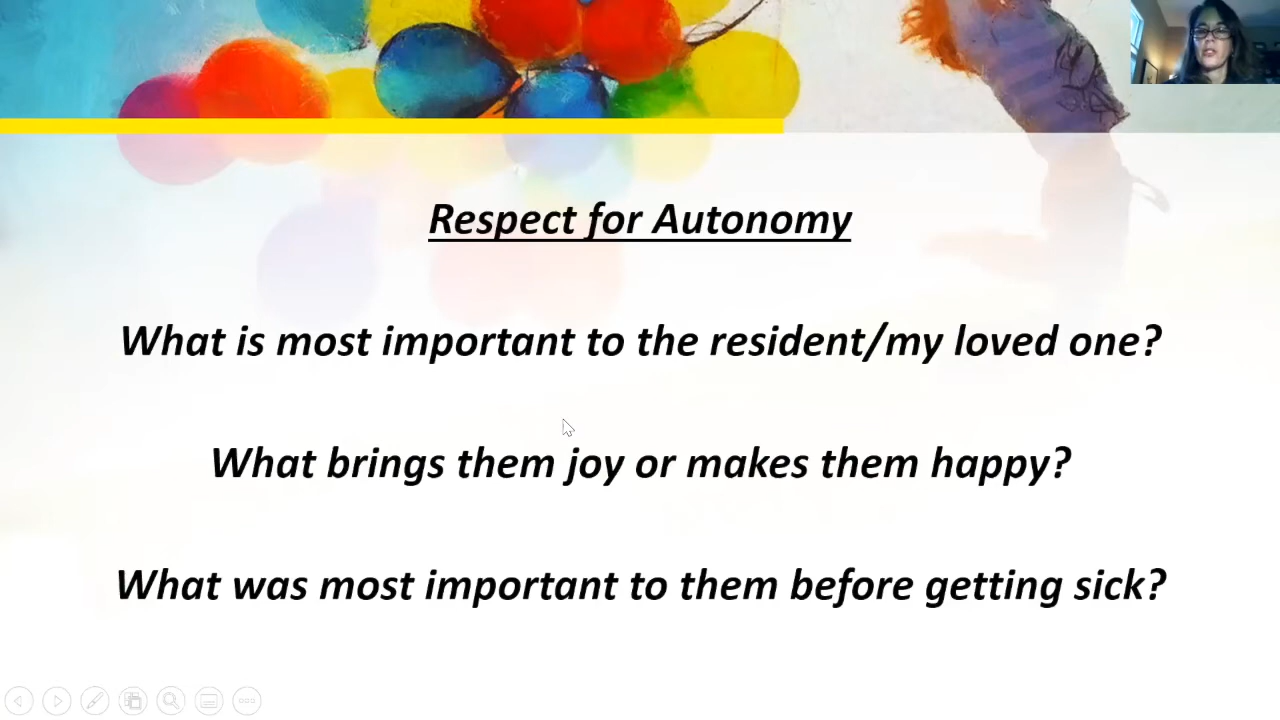 Respect for Autonomy
What is most important to the resident/my loved one?
What brings them joy or makes them happy?
What was most important to them before getting sick?